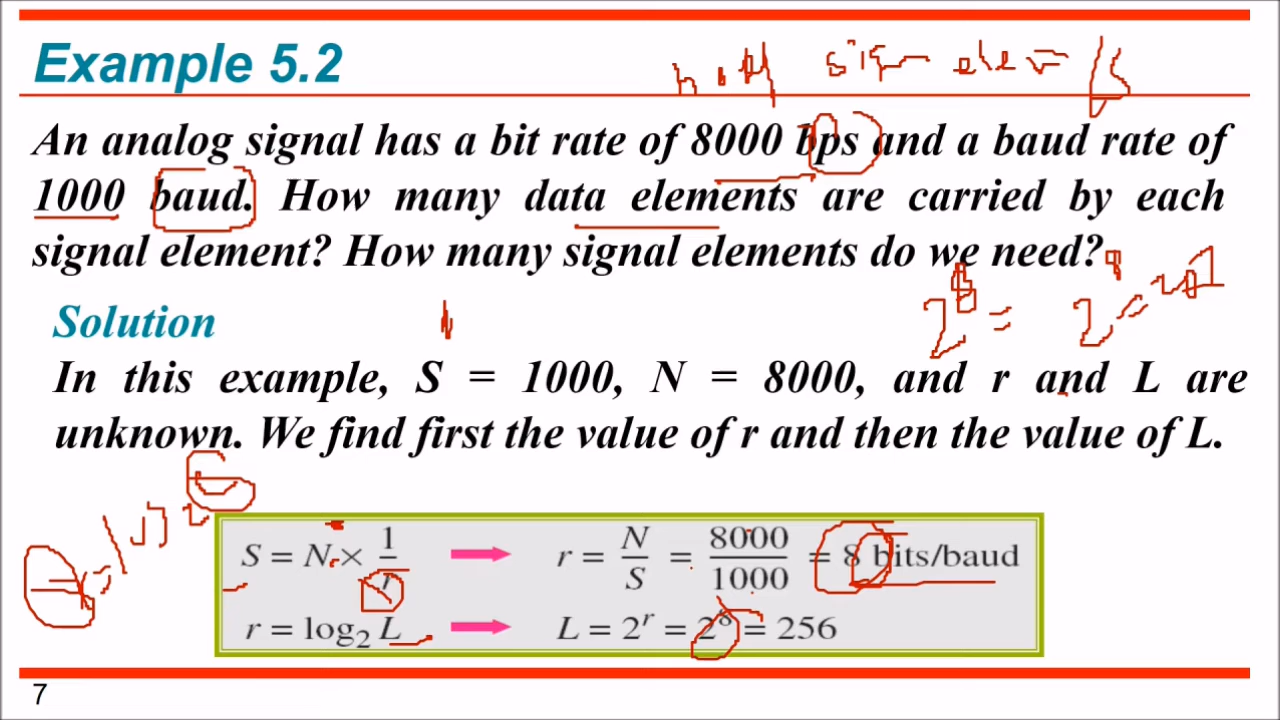 Example 5.2
An analog signal has a bit rate of 8000 bps and a baud rate of
1000 baud. How many data elements are carried by each
signal element? How many signal elements do we need?
2^8 =
Solution
In this example, S = 1000, N = 8000, and r and L are
unknown. We find first the value of r and then the value of L.
S = N × 1/r → r = N/S = 8000/1000 = 8 bits/baud
r = log₂ L → L = 2^r = 2^8 = 256
7